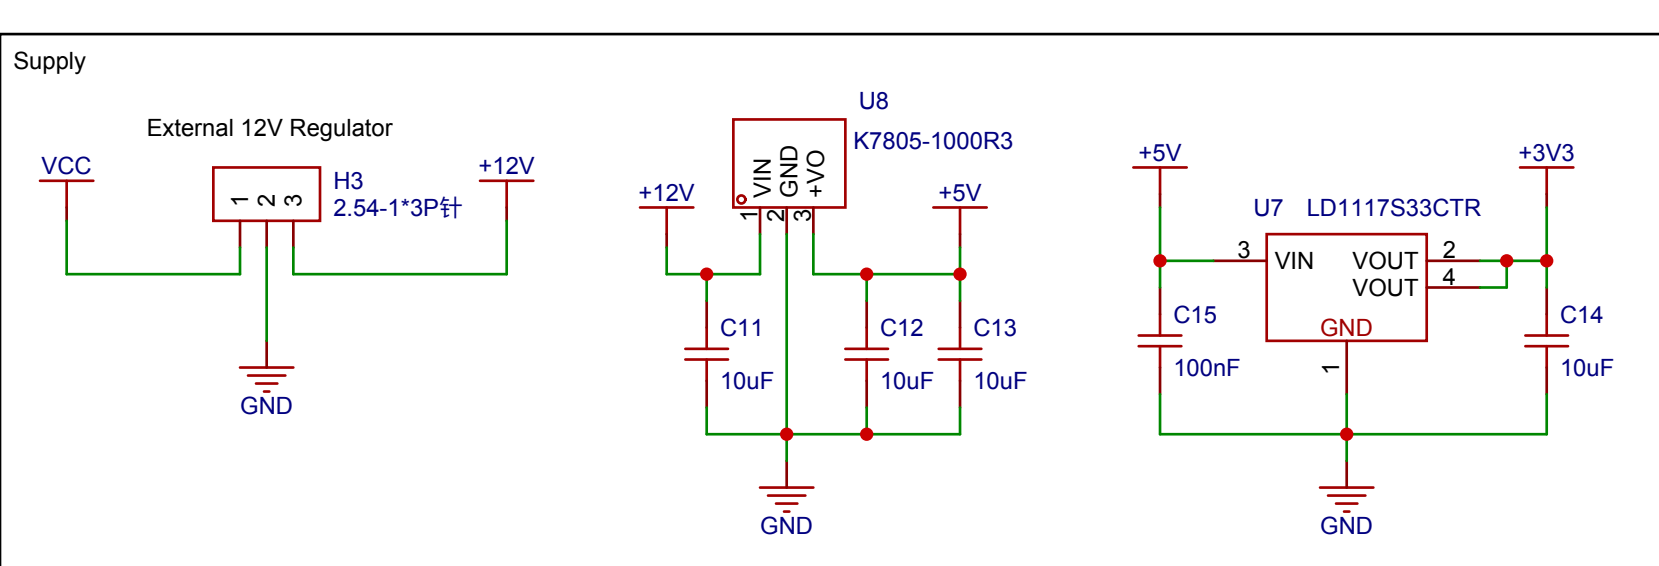 Supply
External 12V Regulator
VCC
+12V
H3
2.54-1*3P针
1
2
3
GND
U8
K7805-1000R3
VIN
GND
+VO
+12V
+5V
1
2
3
C11
10uF
C12
10uF
C13
10uF
GND
+5V
+3V3
U7 LD1117S33CTR
3
VIN
VOUT
2
VOUT
4
GND
1
C15
100nF
C14
10uF
GND